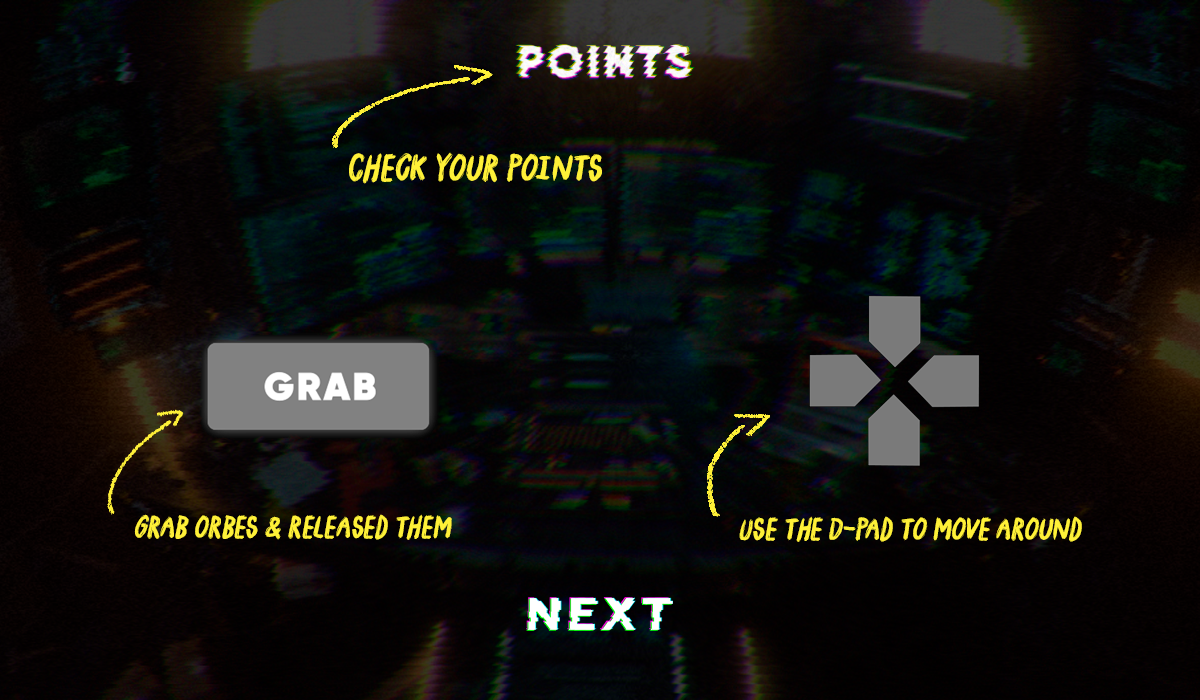 POINTS
CHECK YOUR POINTS
GRAB
GRAB ORBES & RELEASED THEM
USE THE D-PAD TO MOVE AROUND
NEXT